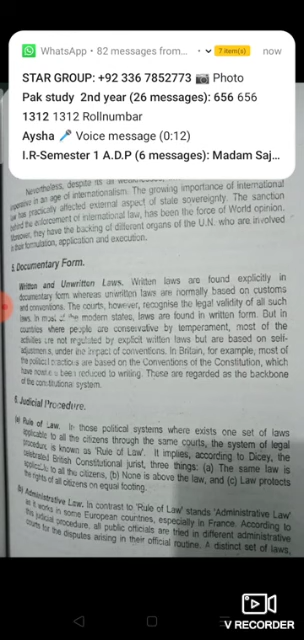 WhatsApp • 82 messages from... • 7 item(s) now
STAR GROUP: +92 336 7852773 📷 Photo
Pak study 2nd year (26 messages): 656 656
1312 1312 Rollnumbar
Aysha 🎤 Voice message (0:12)
I.R-Semester 1 A.D.P (6 messages): Madam Saj...
Nevertheless, despite its
in an age of internationalism. The growing importance of international
law has practically affected external aspect of state sovereignty. The sanction
behind the enforcement of international law, has been the force of World opinion.
Moreover, they have the backing of different organs of the U.N. who are involved
in their formulation, application and execution.
5. Documentary Form.
Written and Unwritten Laws. Written laws are found explicitly in
documentary form whereas unwritten laws are normally based on customs
and conventions. The courts, however, recognise the legal validity of all such
laws. In most of the modern states, laws are found in written form. But in
countries where people are conservative by temperament, most of the
activities are not regulated by explicit written laws but are based on self-
adjustments, under the impact of conventions. In Britain, for example, most of
the political practices are based on the Conventions of the Constitution, which
have not been reduced to writing. These are regarded as the backbone
of the constitutional system.
6. Judicial Procedure.
(a) Rule of Law. In those political systems where exists one set of laws
applicable to all the citizens through the same courts, the system of legal
procedure, is known as 'Rule of Law'. It implies, according to Dicey, the
celebrated British Constitutional jurist, three things: (a) The same law is
applicable to all the citizens, (b) None is above the law, and (c) Law protects
the rights of all citizens on equal footing.
(b) Administrative Law. In contrast to 'Rule of Law' stands 'Administrative Law'
as it works in some European countries, especially in France. According to
this judicial procedure, all public officials are tried in different administrative
courts for the disputes arising in their official routine. A distinct set of laws,
V RECORDER